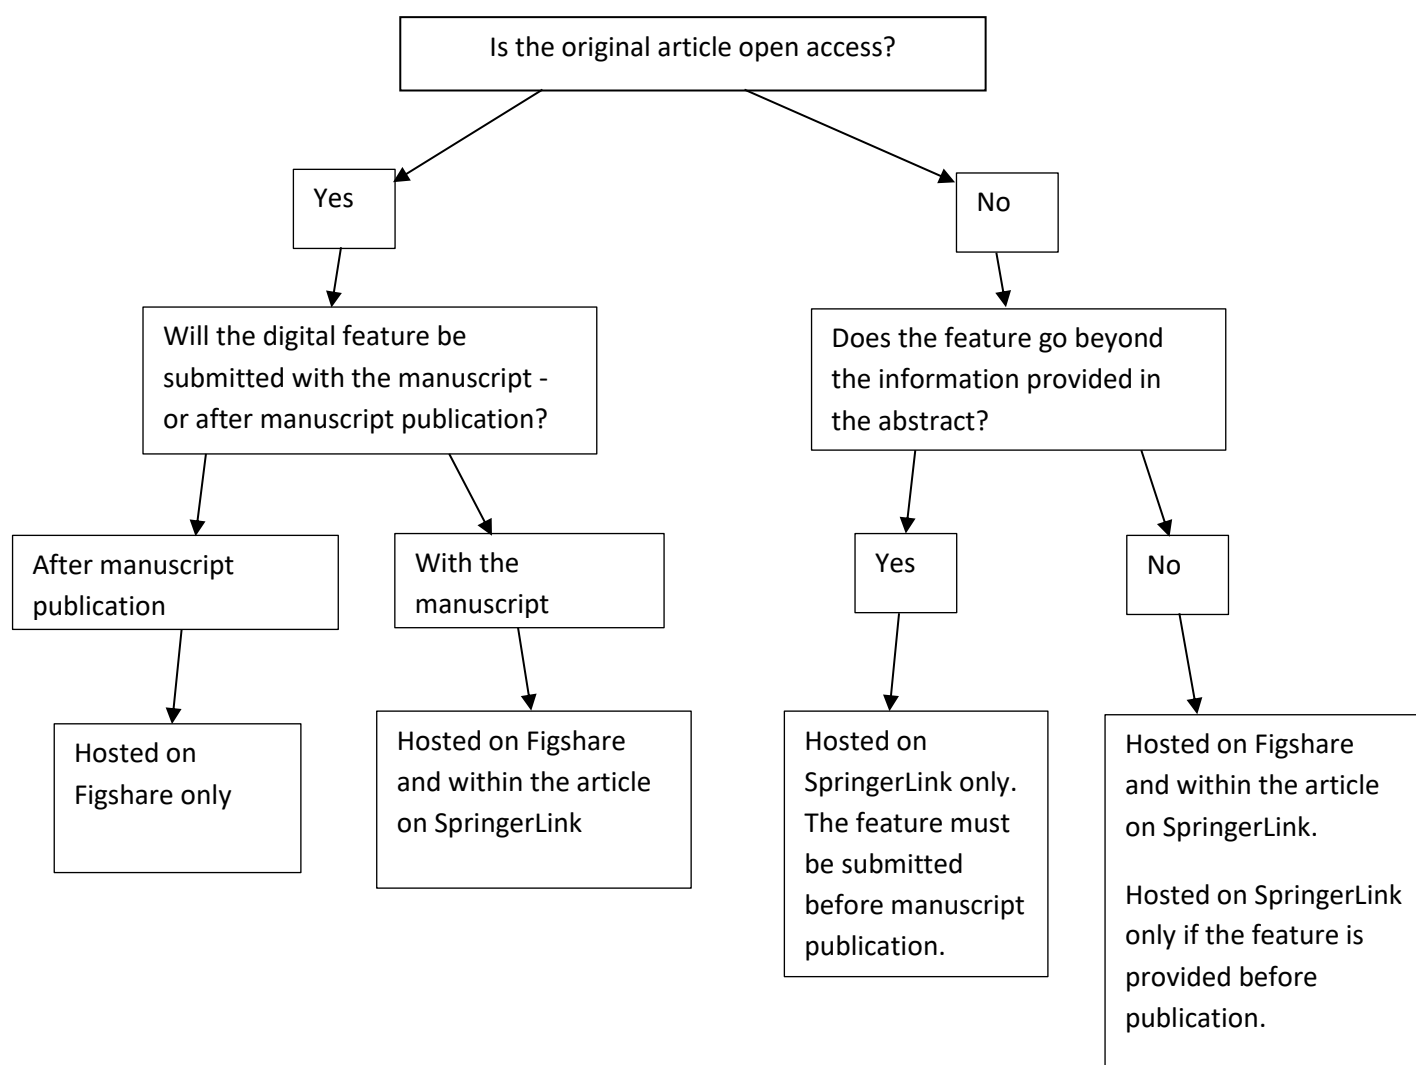 Is the original article open access?
Yes
No
Will the digital feature be
submitted with the manuscript -
or after manuscript publication?
Does the feature go beyond
the information provided in
the abstract?
After manuscript
publication
With the
manuscript
Yes
No
Hosted on
Figshare only
Hosted on Figshare
and within the article
on SpringerLink
Hosted on
SpringerLink only.
The feature must
be submitted
before manuscript
publication.
Hosted on Figshare
and within the article
on SpringerLink.
Hosted on SpringerLink
only if the feature is
provided before
publication.